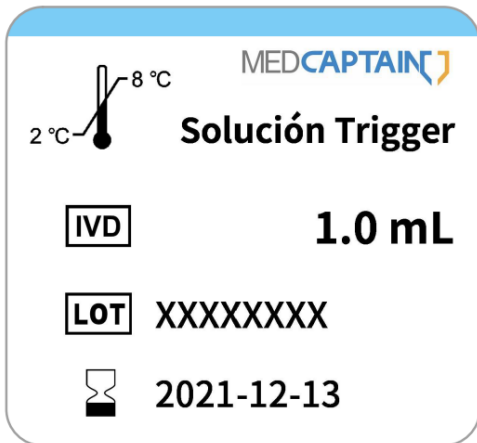 MEDCAPTAIN
8 °C
2 °C
Solución Trigger
IVD
1.0 mL
LOT XXXXXXXX
2021-12-13